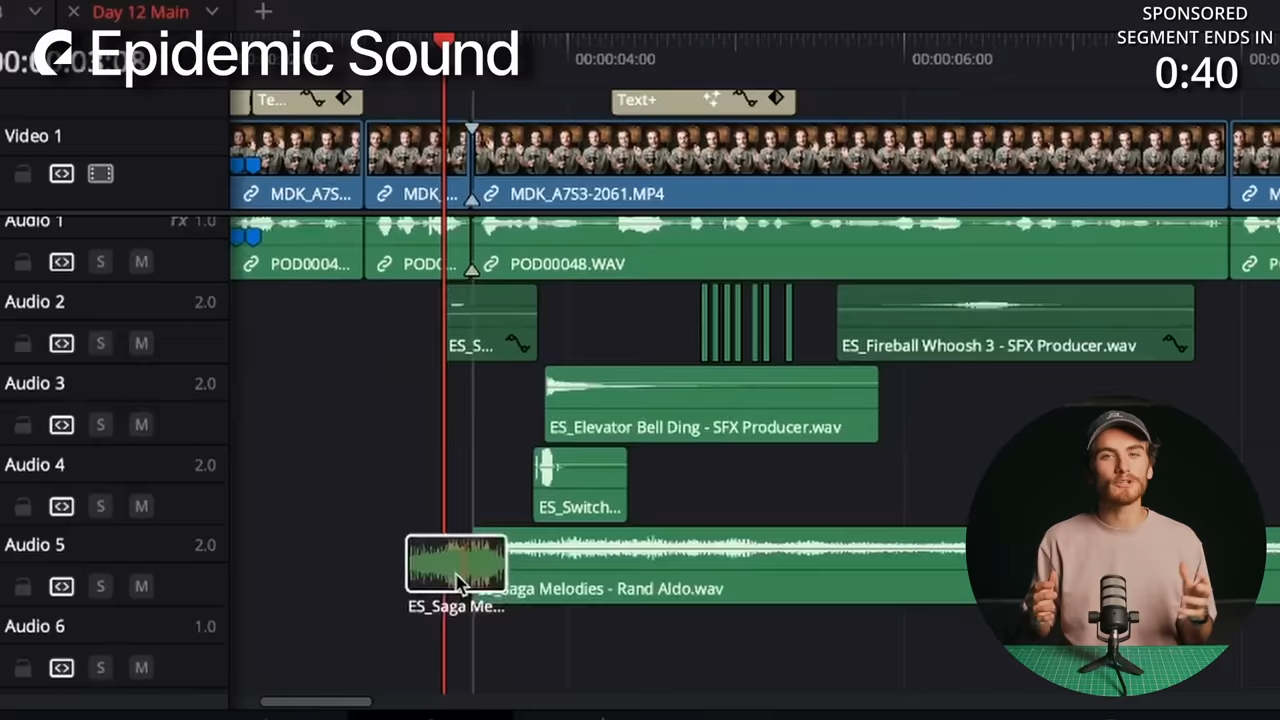 Day 12 Main
SPONSORED
SEGMENT ENDS IN
0:40
Epidemic Sound
00:00:04:00
00:00:06:00
Te...
Text+
Video 1
MDK_A7S...
MDK_...
MDK_A7S3-2061.MP4
Audio 1
fx 1.0
S
M
POD0004...
PODC...
POD00048.WAV
Audio 2
2.0
S
M
ES_S...
ES_Fireball Whoosh 3 - SFX Producer.wav
Audio 3
2.0
S
M
ES_Elevator Bell Ding - SFX Producer.wav
Audio 4
2.0
S
M
ES_Switch...
Audio 5
2.0
S
M
Saga Melodies - Rand Aldo.wav
ES_Saga Me...
Audio 6
1.0
S
M